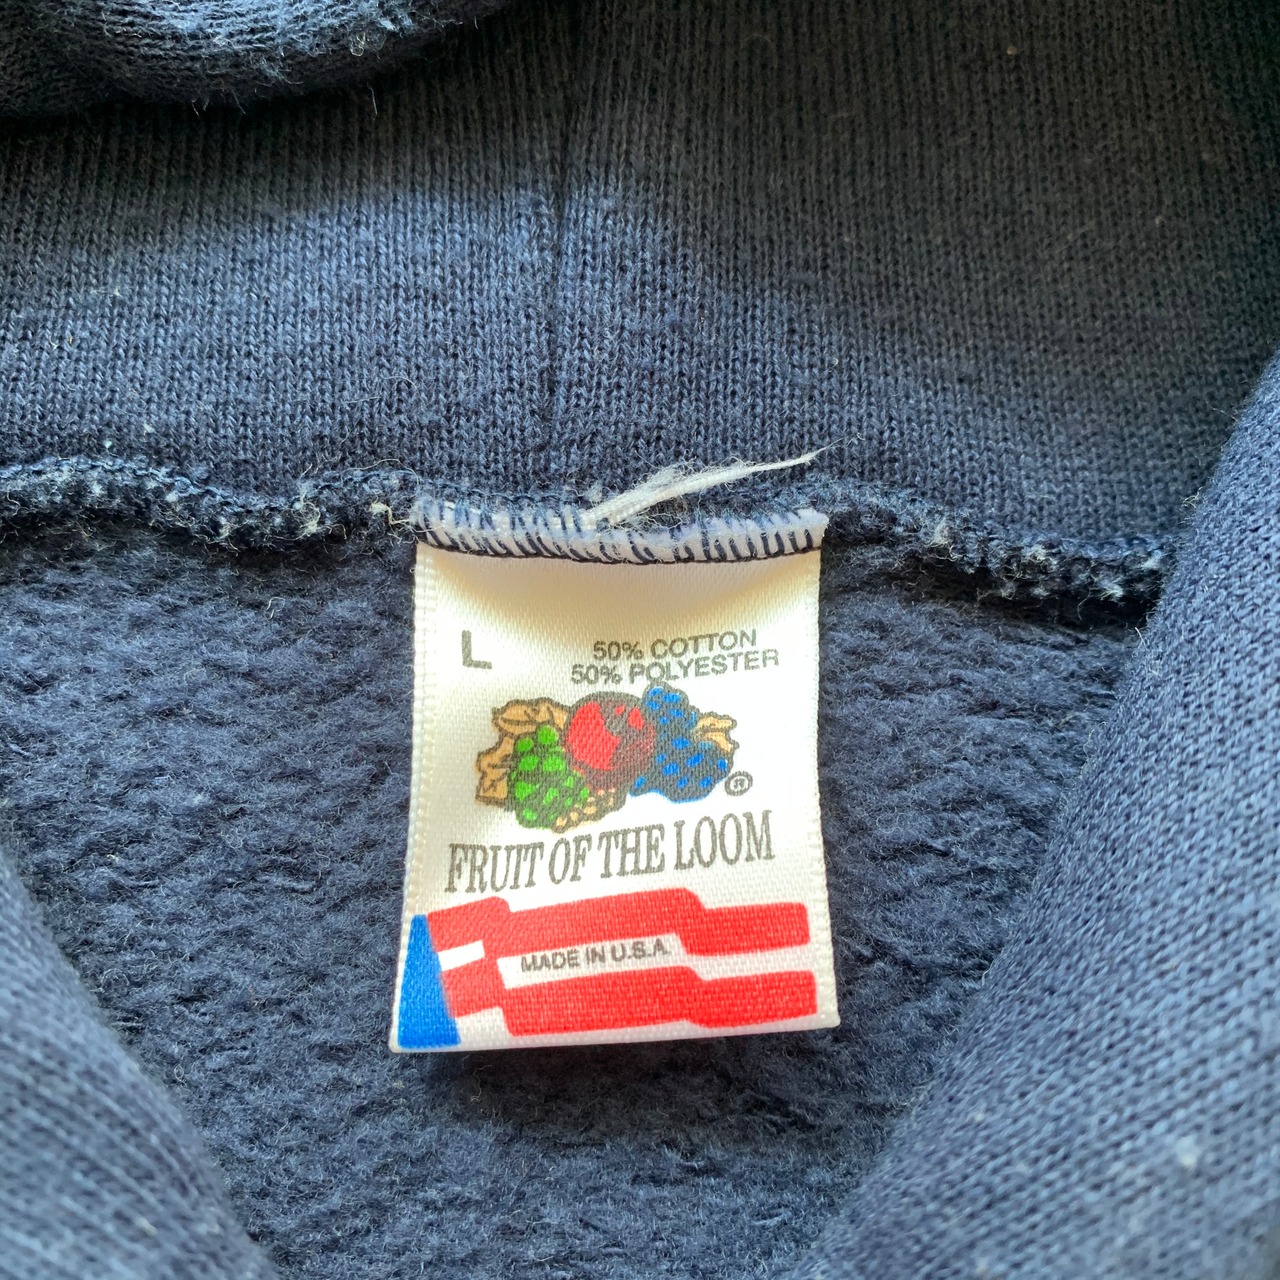 L
50% COTTON
50% POLYESTER
®
FRUIT OF THE LOOM
MADE IN U.S.A.